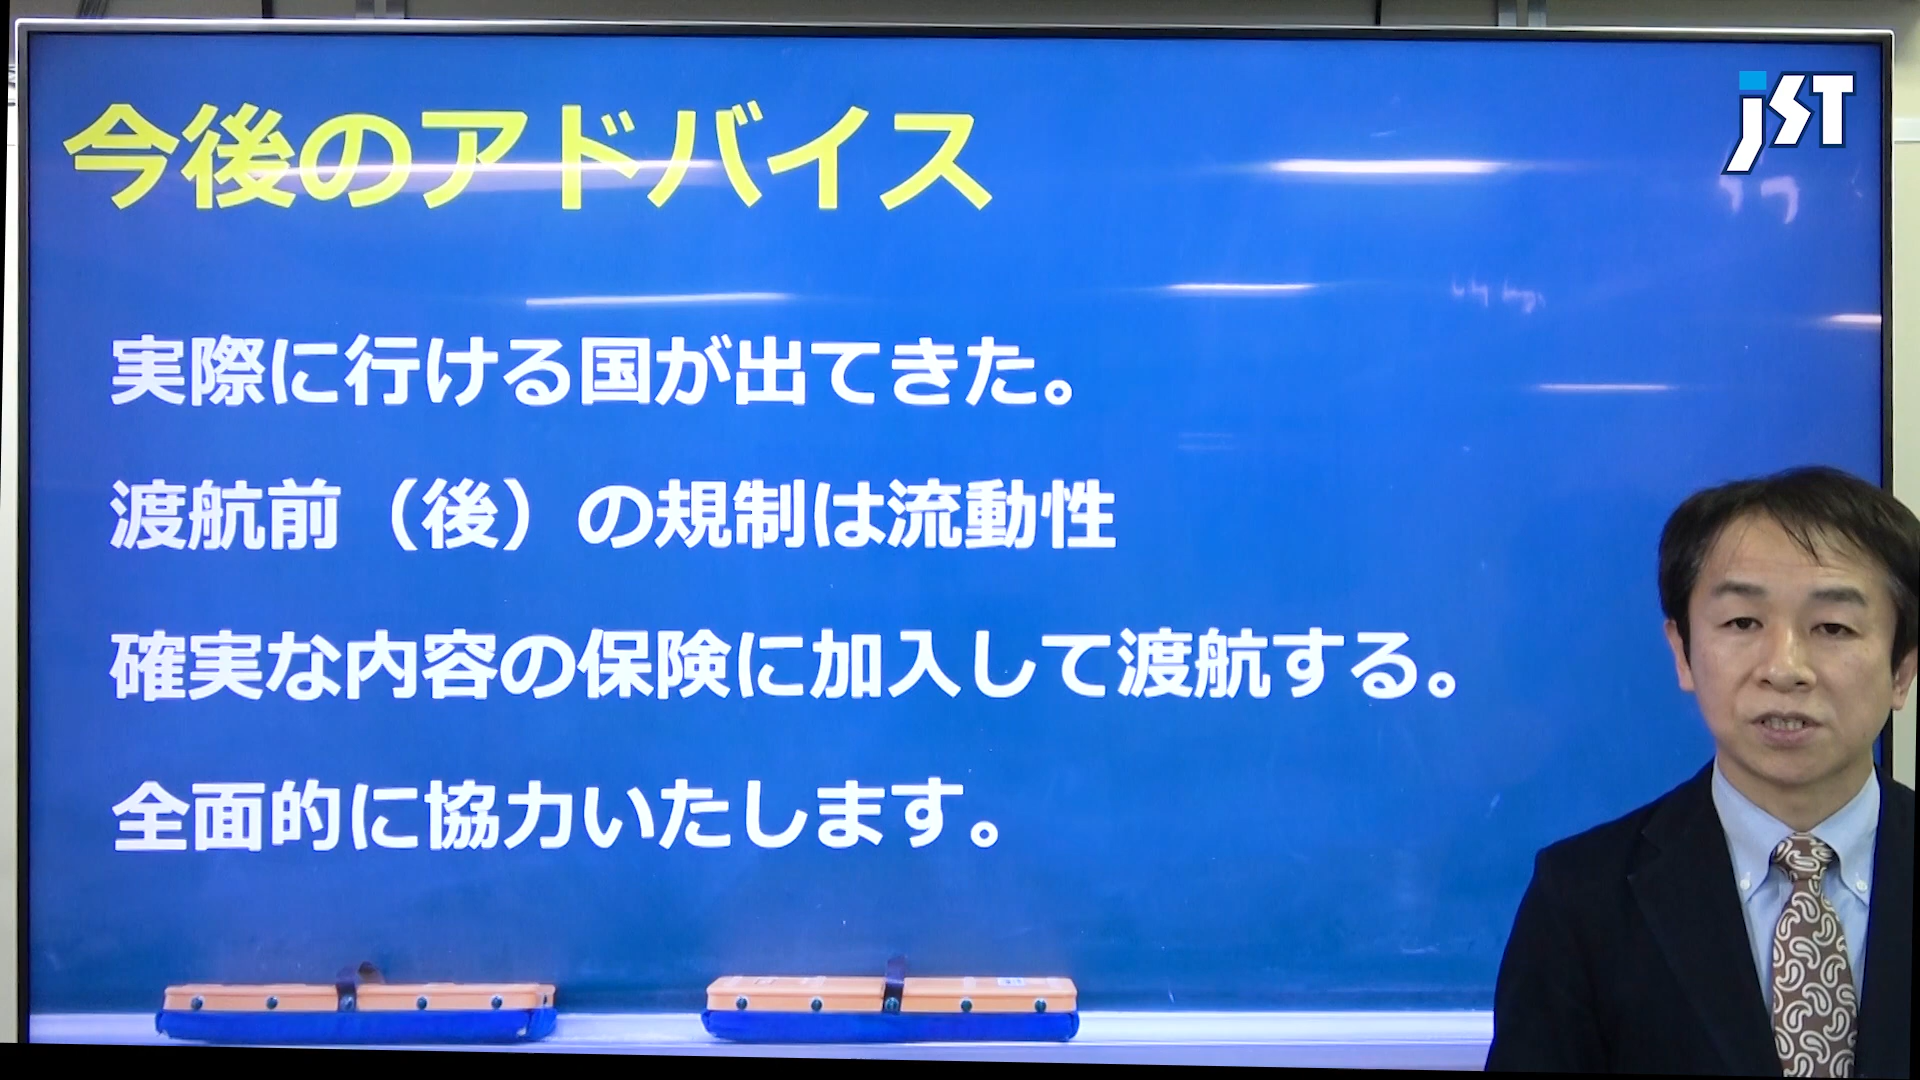 jST
今後のアドバイス
実際に行ける国が出てきた。
渡航前（後）の規制は流動性
確実な内容の保険に加入して渡航する。
全面的に協力いたします。